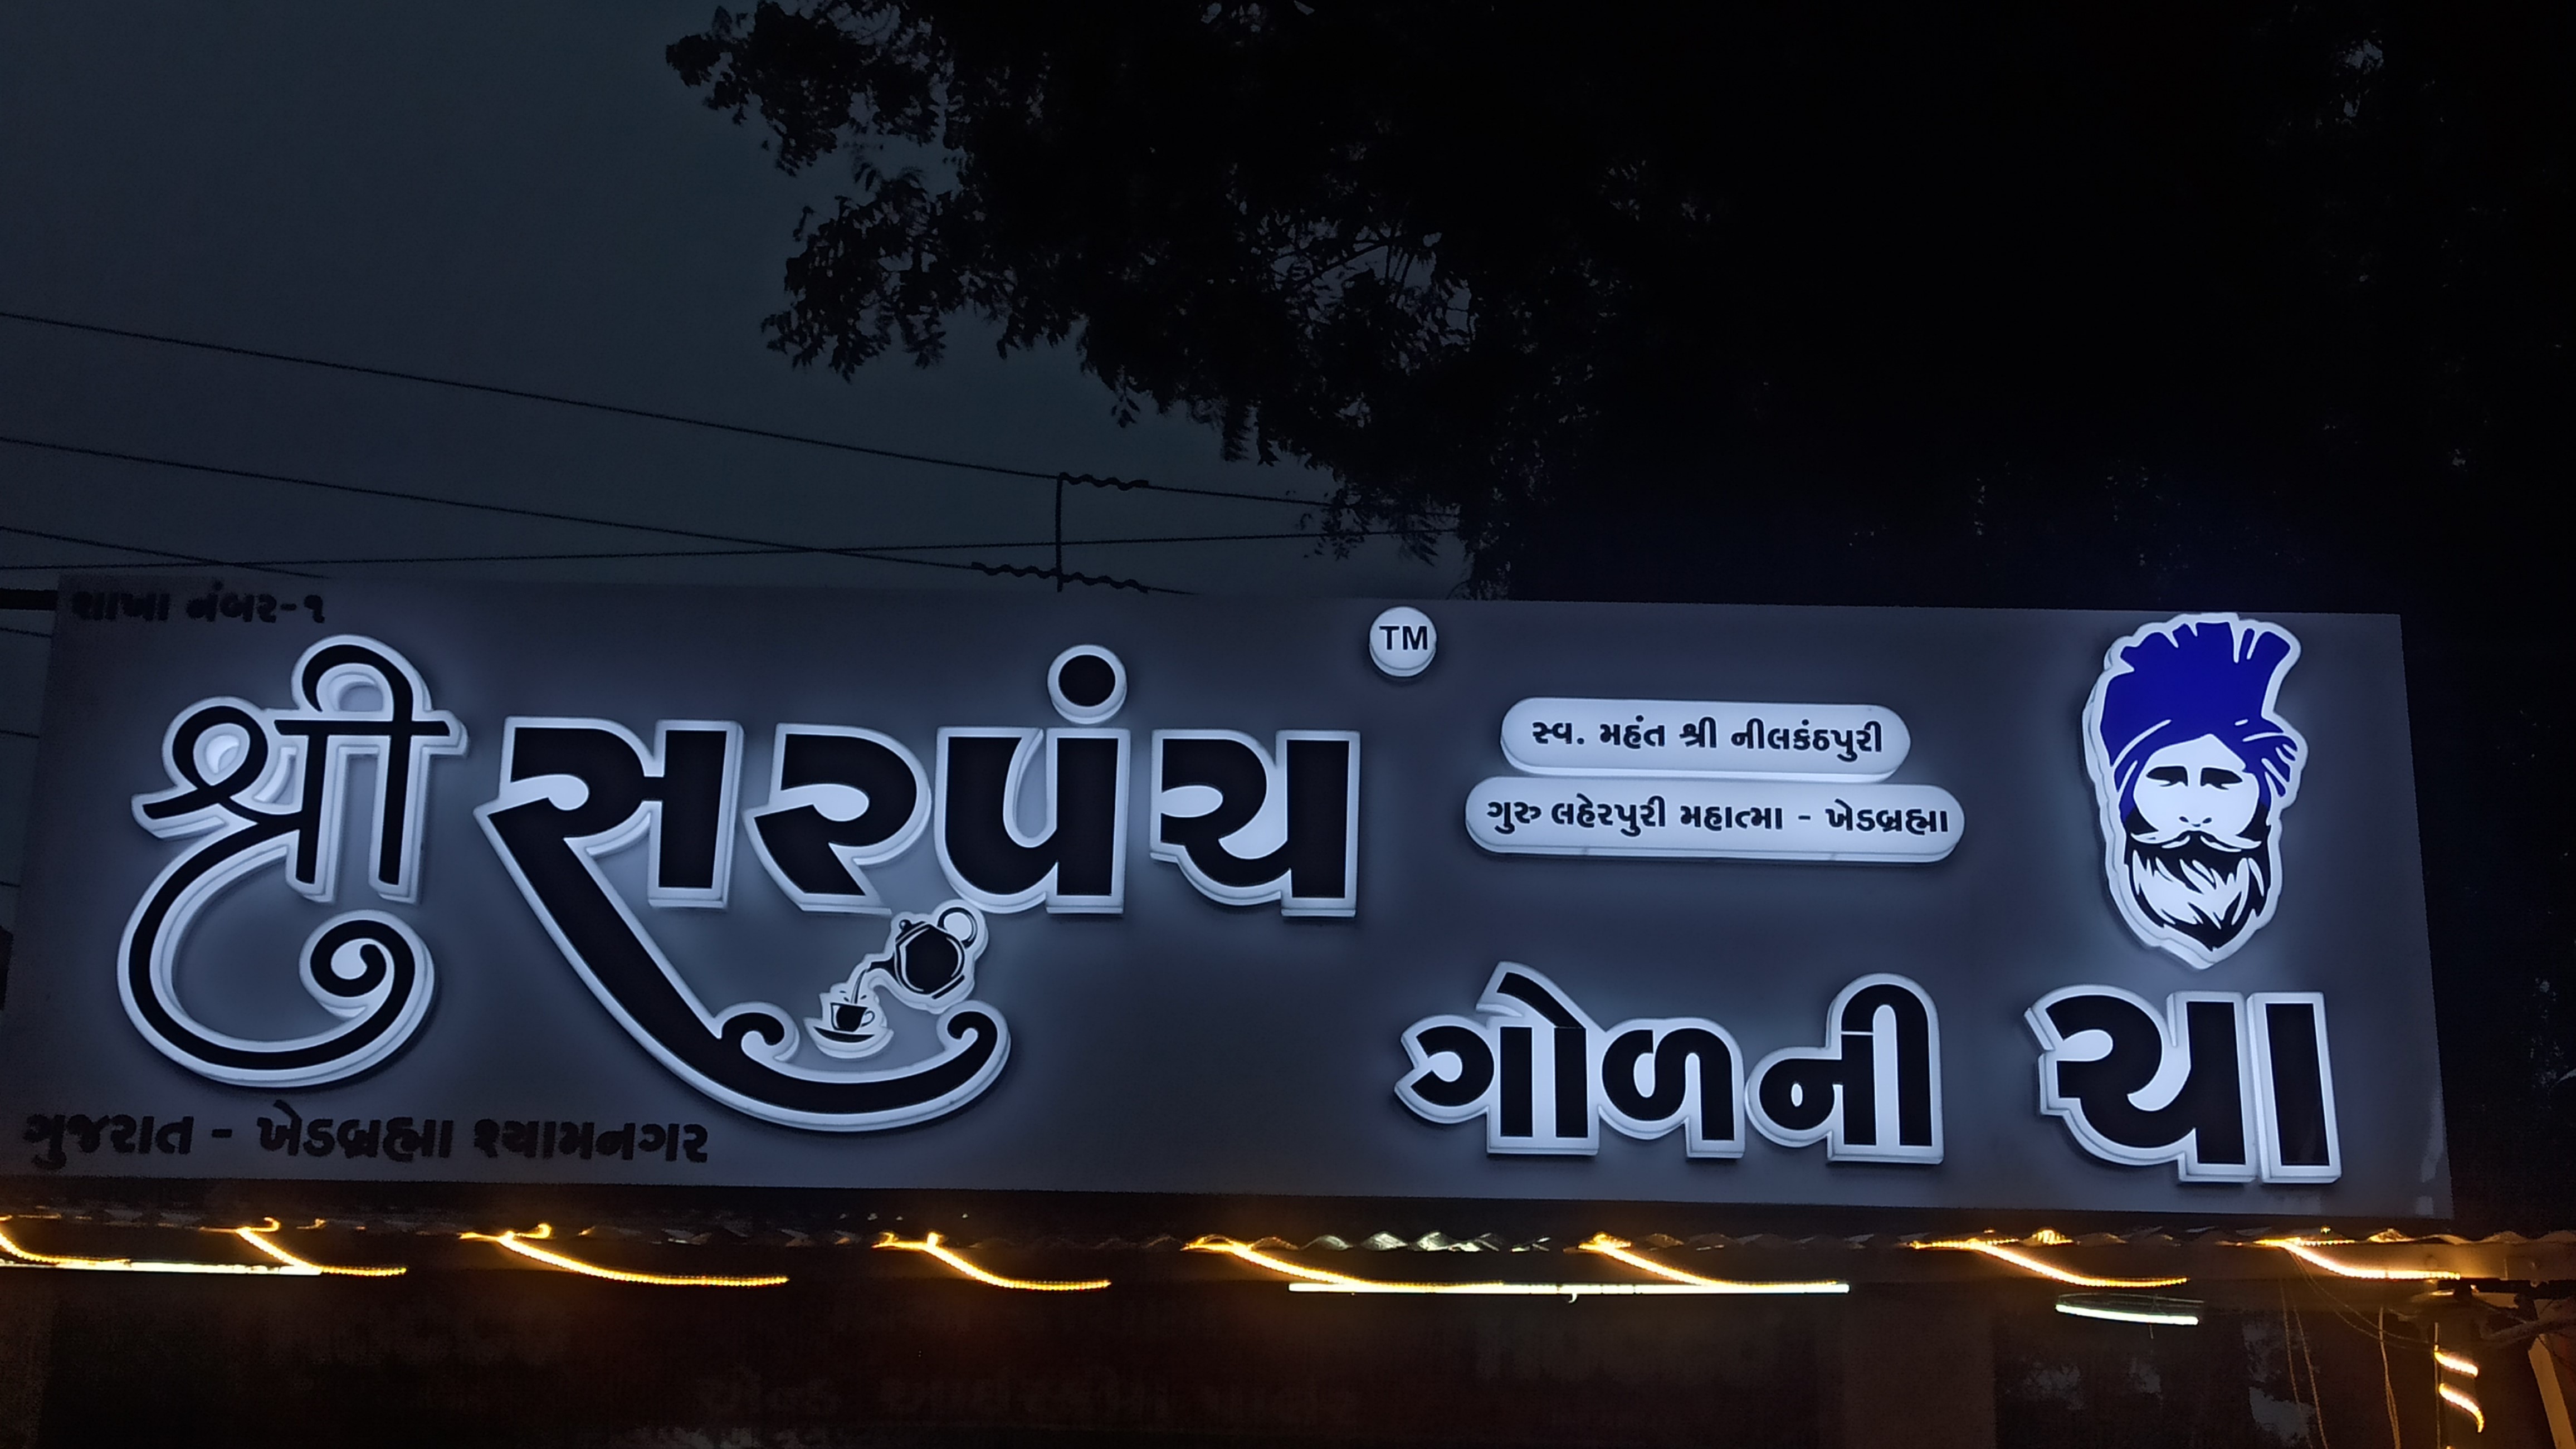 શાખા નંબર-૧
શ્રી સરપંચ
TM
સ્વ. મહંત શ્રી નીલકંઠપુરી
ગુરુ લહેરપુરી મહાત્મા - ખેડબ્રહ્મા
ગોળની ચા
ગુજરાત - ખેડબ્રહ્મા શ્યામનગર